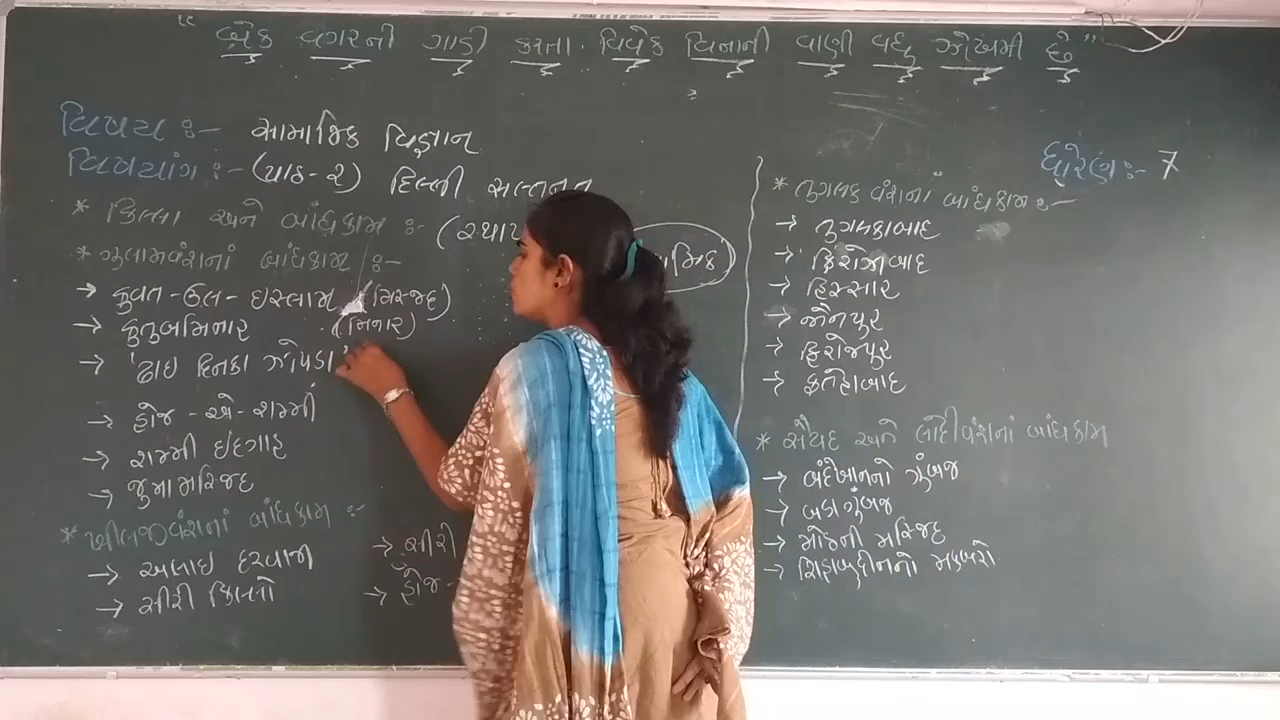 "બ્રેક વગરની ગાડી કરતા વિવેક વિનાની વાણી વધુ ઝોખમી છે"
વિષય :- સામાજિક વિજ્ઞાન
ધોરણ :- 7
વિષયાંગ :- (પાઠ-૨) દિલ્લી સલ્તનત
* કિલ્લા અને બાંધકામ :- (સ્થાપ
* ગુલામવંશનાં બાંધકામ :-
→ કુવત-ઉલ-ઇસ્લામ (મસ્જિદ)
→ કુતુબમિનાર (મિનાર)
→ 'ઢાઇ દિનકા ઝોંપડા'
→ હોજ-એ-શમ્મી
→ શમ્મી ઇદગાહ
→ જુમામસ્જિદ
* ખીલજીવંશનાં બાંધકામ :-
→ અલાઇ દરવાજા
→ સીરી કિલ્લો
→ સીરી
→ હોજ-
* તુગલક વંશનાં બાંધકામ :-
→ તુગલકાબાદ
→ ફિરોઝાબાદ
→ હિસ્સાર
→ જૌનપુર
→ ફિરોજપુર
→ ફતેહાબાદ
* સૈયદ અને લોદીવંશનાં બાંધકામ
→ બંદેખાનનો ગુંબજ
→ બડા ગુંબજ
→ મોઠની મસ્જિદ
→ શિહાબુદીનનો મકબરો